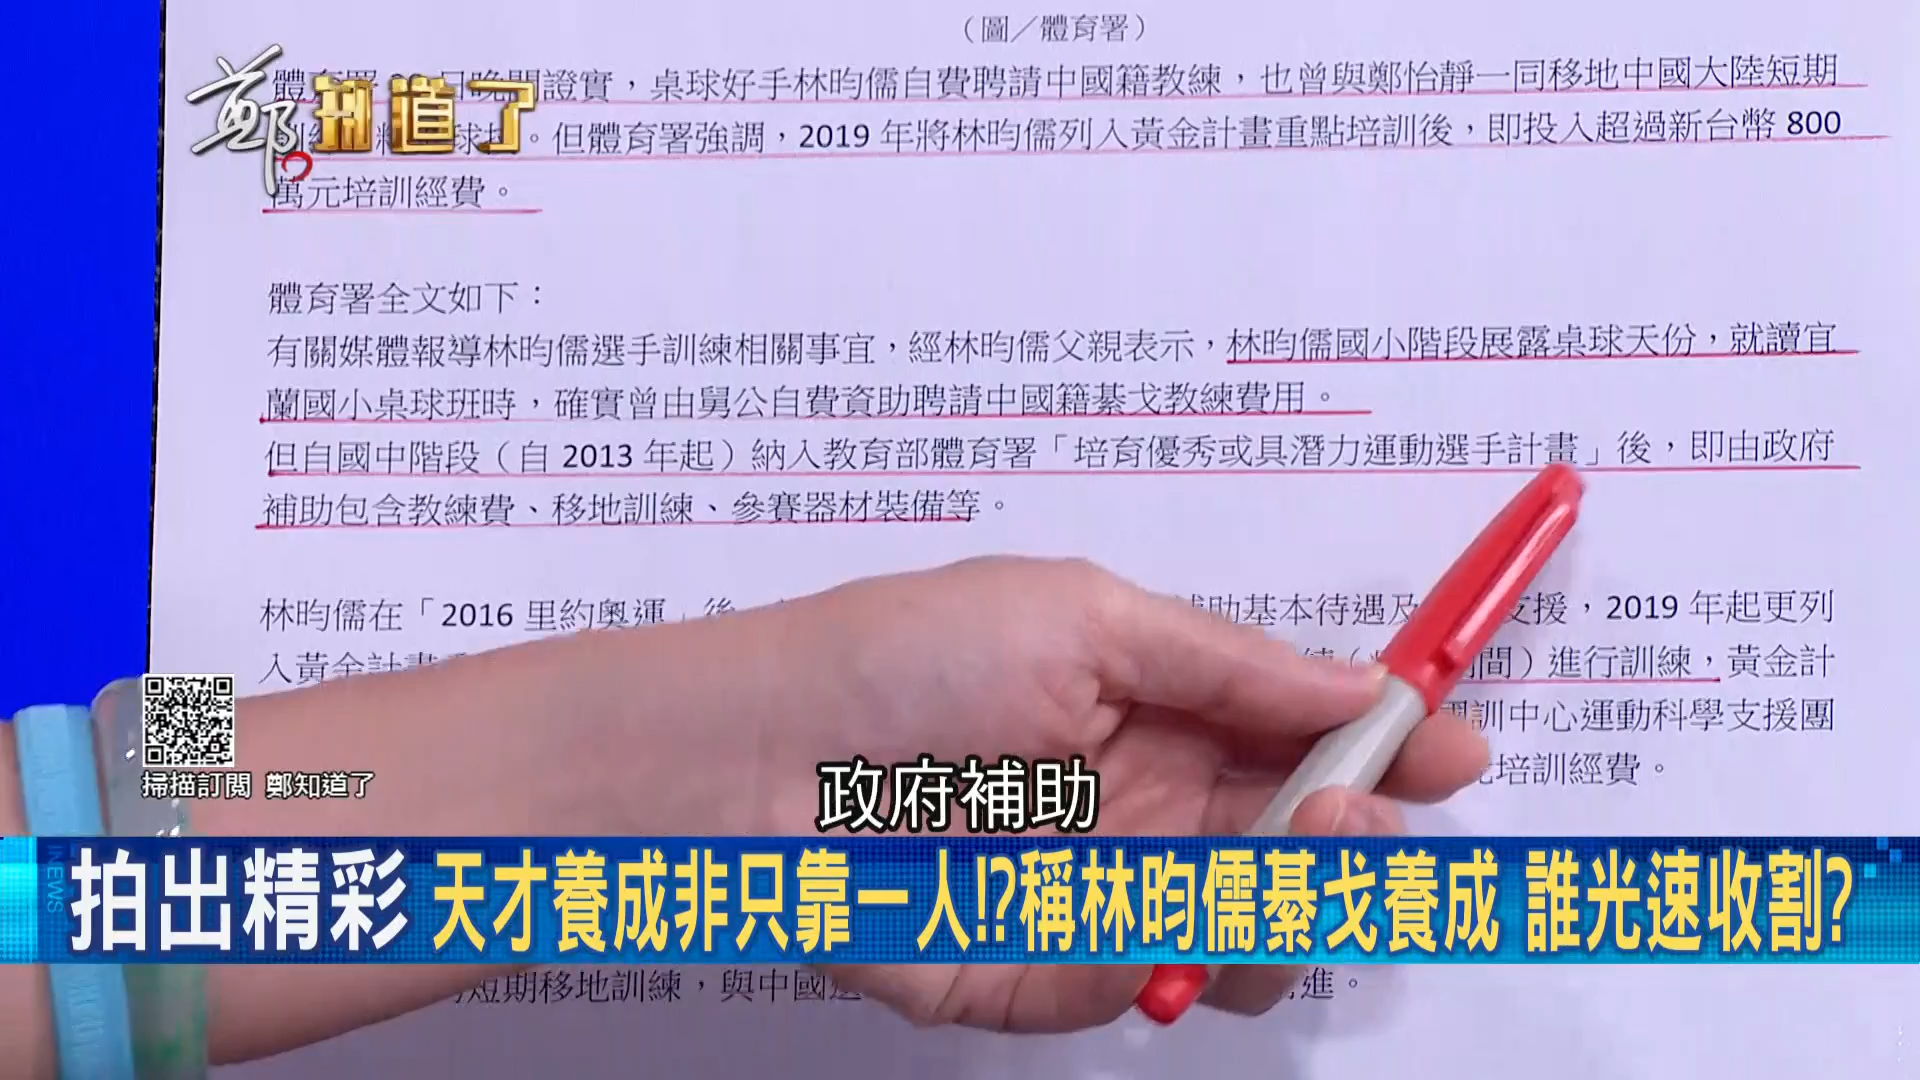 （圖／體育署）
鄭知道了
體育署 日晚間證實，桌球好手林昀儒自費聘請中國籍教練，也曾與鄭怡靜一同移地中國大陸短期
球技。但體育署強調，2019 年將林昀儒列入黃金計畫重點培訓後，即投入超過新台幣 800
萬元培訓經費。
體育署全文如下：
有關媒體報導林昀儒選手訓練相關事宜，經林昀儒父親表示，林昀儒國小階段展露桌球天份，就讀宜
蘭國小桌球班時，確實曾由舅公自費資助聘請中國籍綦戈教練費用。
但自國中階段（自 2013 年起）納入教育部體育署「培育優秀或具潛力運動選手計畫」後，即由政府
補助包含教練費、移地訓練、參賽器材裝備等。
林昀儒在「2016 里約奧運」後 補助基本待遇及 支援，2019 年起更列
入黃金計畫 間）進行訓練，黃金計
國訓中心運動科學支援團
培訓經費。
掃描訂閱 鄭知道了
政府補助
INEWS
拍出精彩 天才養成非只靠一人!?稱林昀儒綦戈養成 誰光速收割?
短期移地訓練，與中國 進。